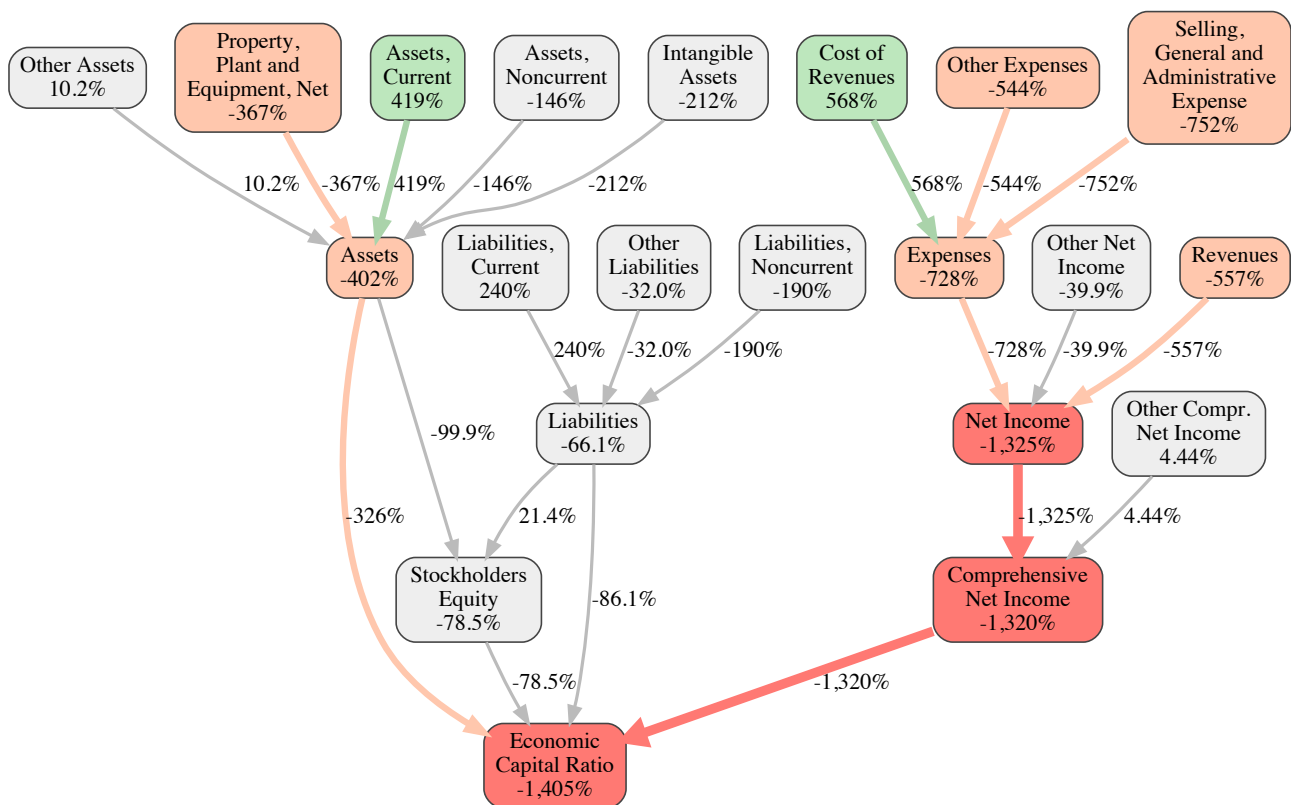 Other Assets
10.2%
Property,
Plant and
Equipment, Net
-367%
Assets,
Current
419%
Assets,
Noncurrent
-146%
Intangible
Assets
-212%
Cost of
Revenues
568%
Other Expenses
-544%
Selling,
General and
Administrative
Expense
-752%
10.2%
-367%
419%
-146%
-212%
568%
-544%
-752%
Assets
-402%
Liabilities,
Current
240%
Other
Liabilities
-32.0%
Liabilities,
Noncurrent
-190%
Expenses
-728%
Other Net
Income
-39.9%
Revenues
-557%
240%
-32.0%
-190%
-728%
-39.9%
-557%
Liabilities
-66.1%
Net Income
-1,325%
Other Compr.
Net Income
4.44%
-99.9%
-326%
21.4%
-86.1%
-1,325%
4.44%
Stockholders
Equity
-78.5%
Comprehensive
Net Income
-1,320%
-78.5%
-1,320%
Economic
Capital Ratio
-1,405%